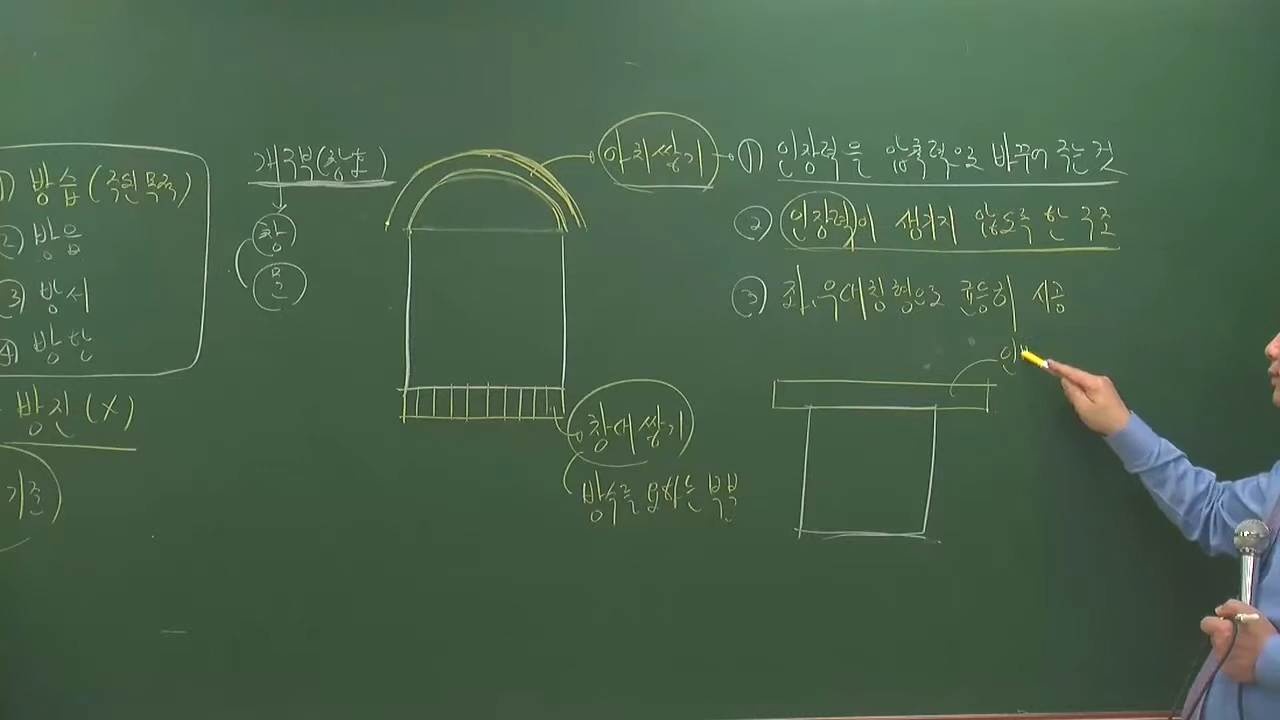 1) 방습 (주된 목적)
② 방음
③ 방서
④ 방한
방진 (X)
기준
개구부(창호)
창
문
아치쌓기
창대쌓기
방수를 요하는 부분
① 인장력을 압축력으로 바꾸어 주는 것
② 인장력이 생기지 않도록 한 구조
③ 좌,우대칭형으로 균등히 시공
인방